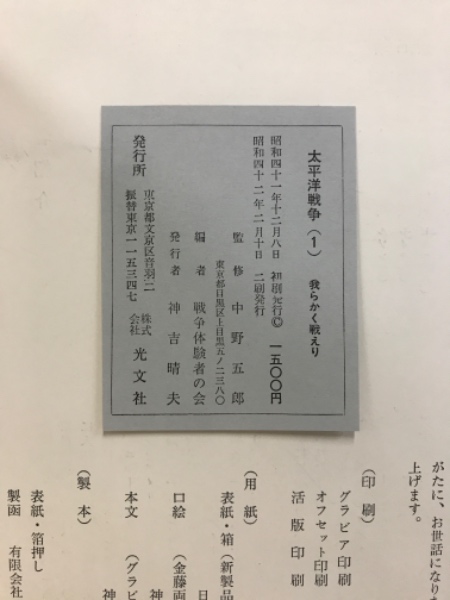 太平洋戦争（1） 我らかく戦えり
昭和四十一年十二月八日 初刷発行© 一五〇〇円
昭和四十二年二月十日 二刷発行
監修 中野五郎
東京都目黒区上目黒五ノ二三八〇
編者 戦争体験者の会
発行者 神吉晴夫
発行所 東京都文京区音羽二 株式会社 光文社
振替東京一一五三四七
がたに、お世話になり
上げます。
（印刷）
グラビア印刷
オフセット印刷
活版印刷
（用紙）
表紙・箱（新製品
口絵 （金藤両
本文 （グラビ
（製本）
表紙・箔押し
製函 有限会社